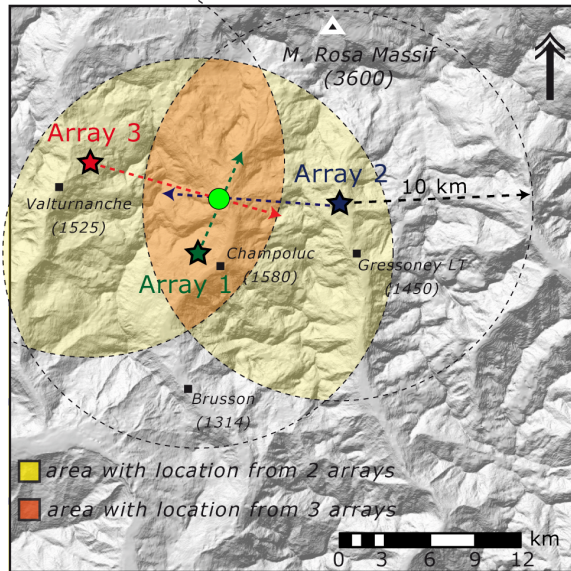 M. Rosa Massif
(3600)
Array 3
Array 2
10 km
Valturnanche
(1525)
Champoluc
(1580)
Gressoney LT
(1450)
Array 1
Brusson
(1314)
area with location from 2 arrays
area with location from 3 arrays
km
0 3 6 9 12